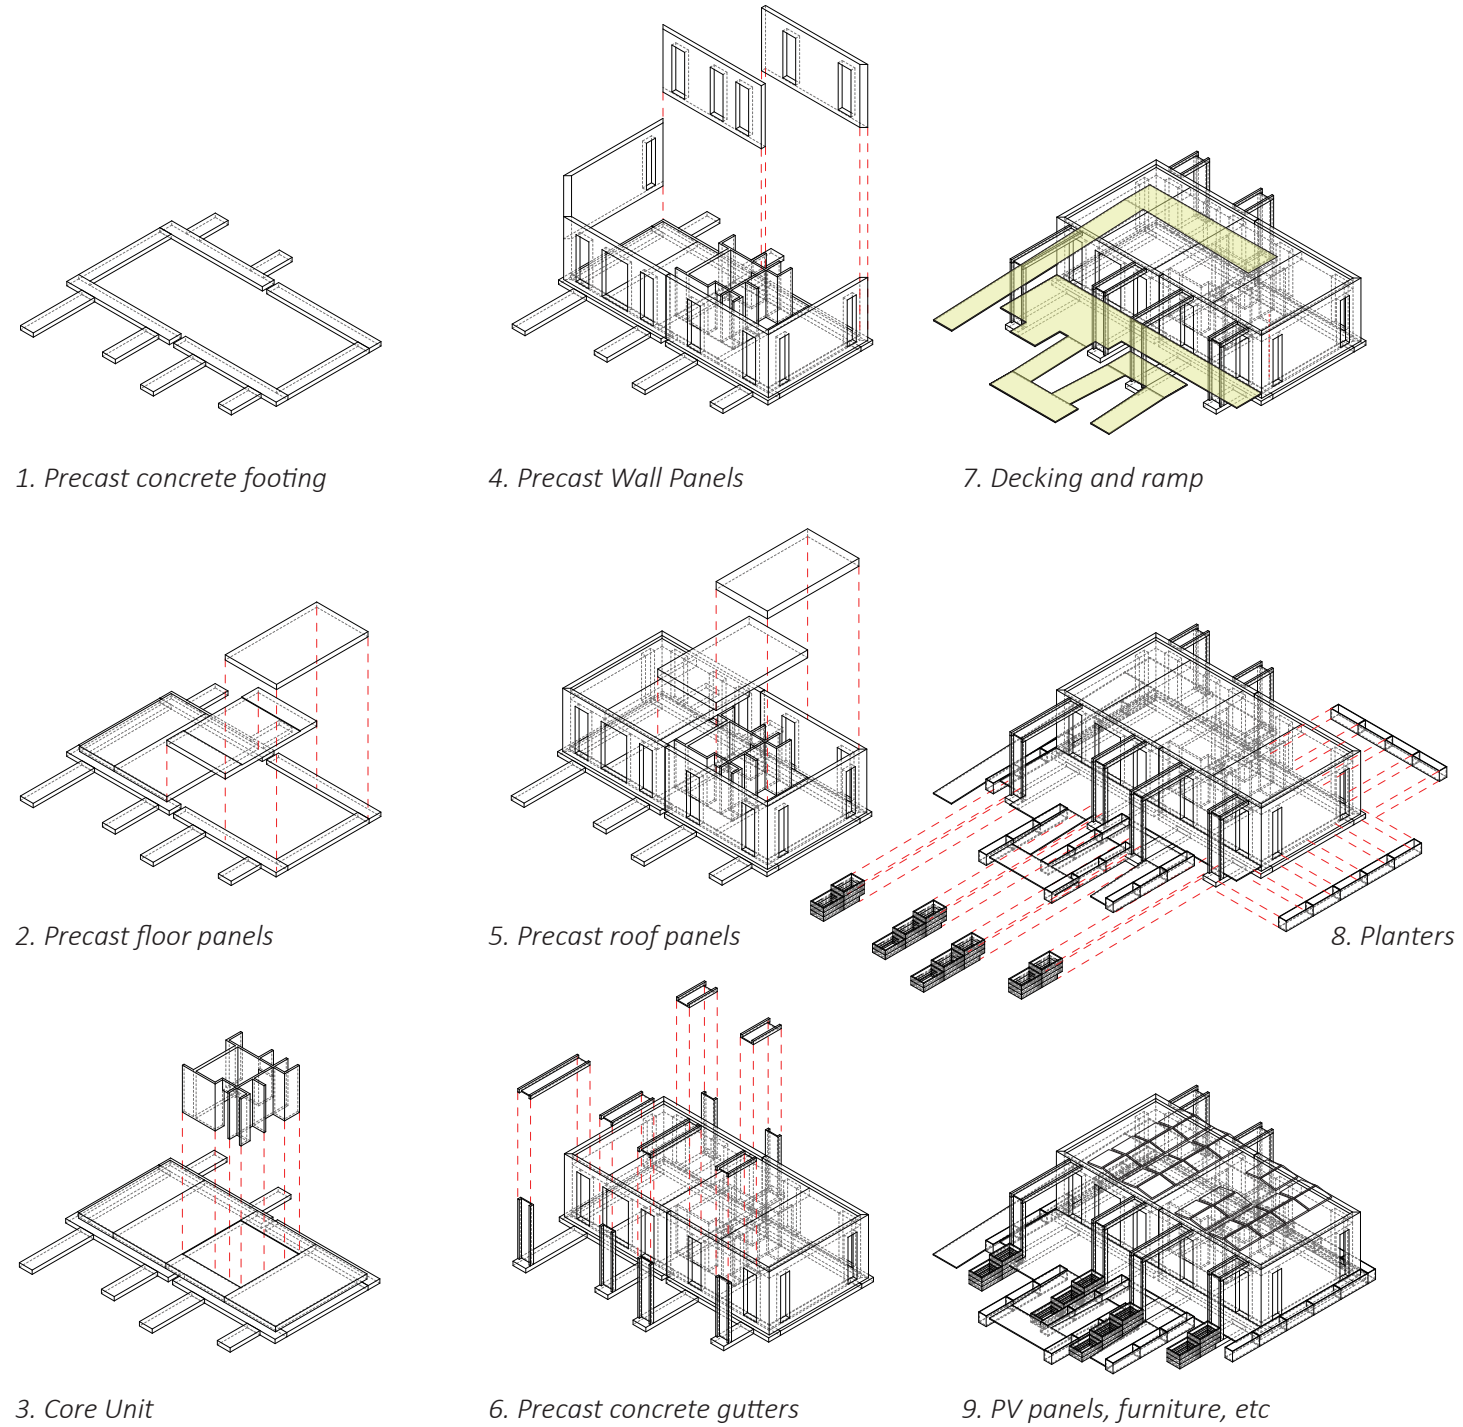 1. Precast concrete footing
4. Precast Wall Panels
7. Decking and ramp
2. Precast floor panels
5. Precast roof panels
8. Planters
3. Core Unit
6. Precast concrete gutters
9. PV panels, furniture, etc